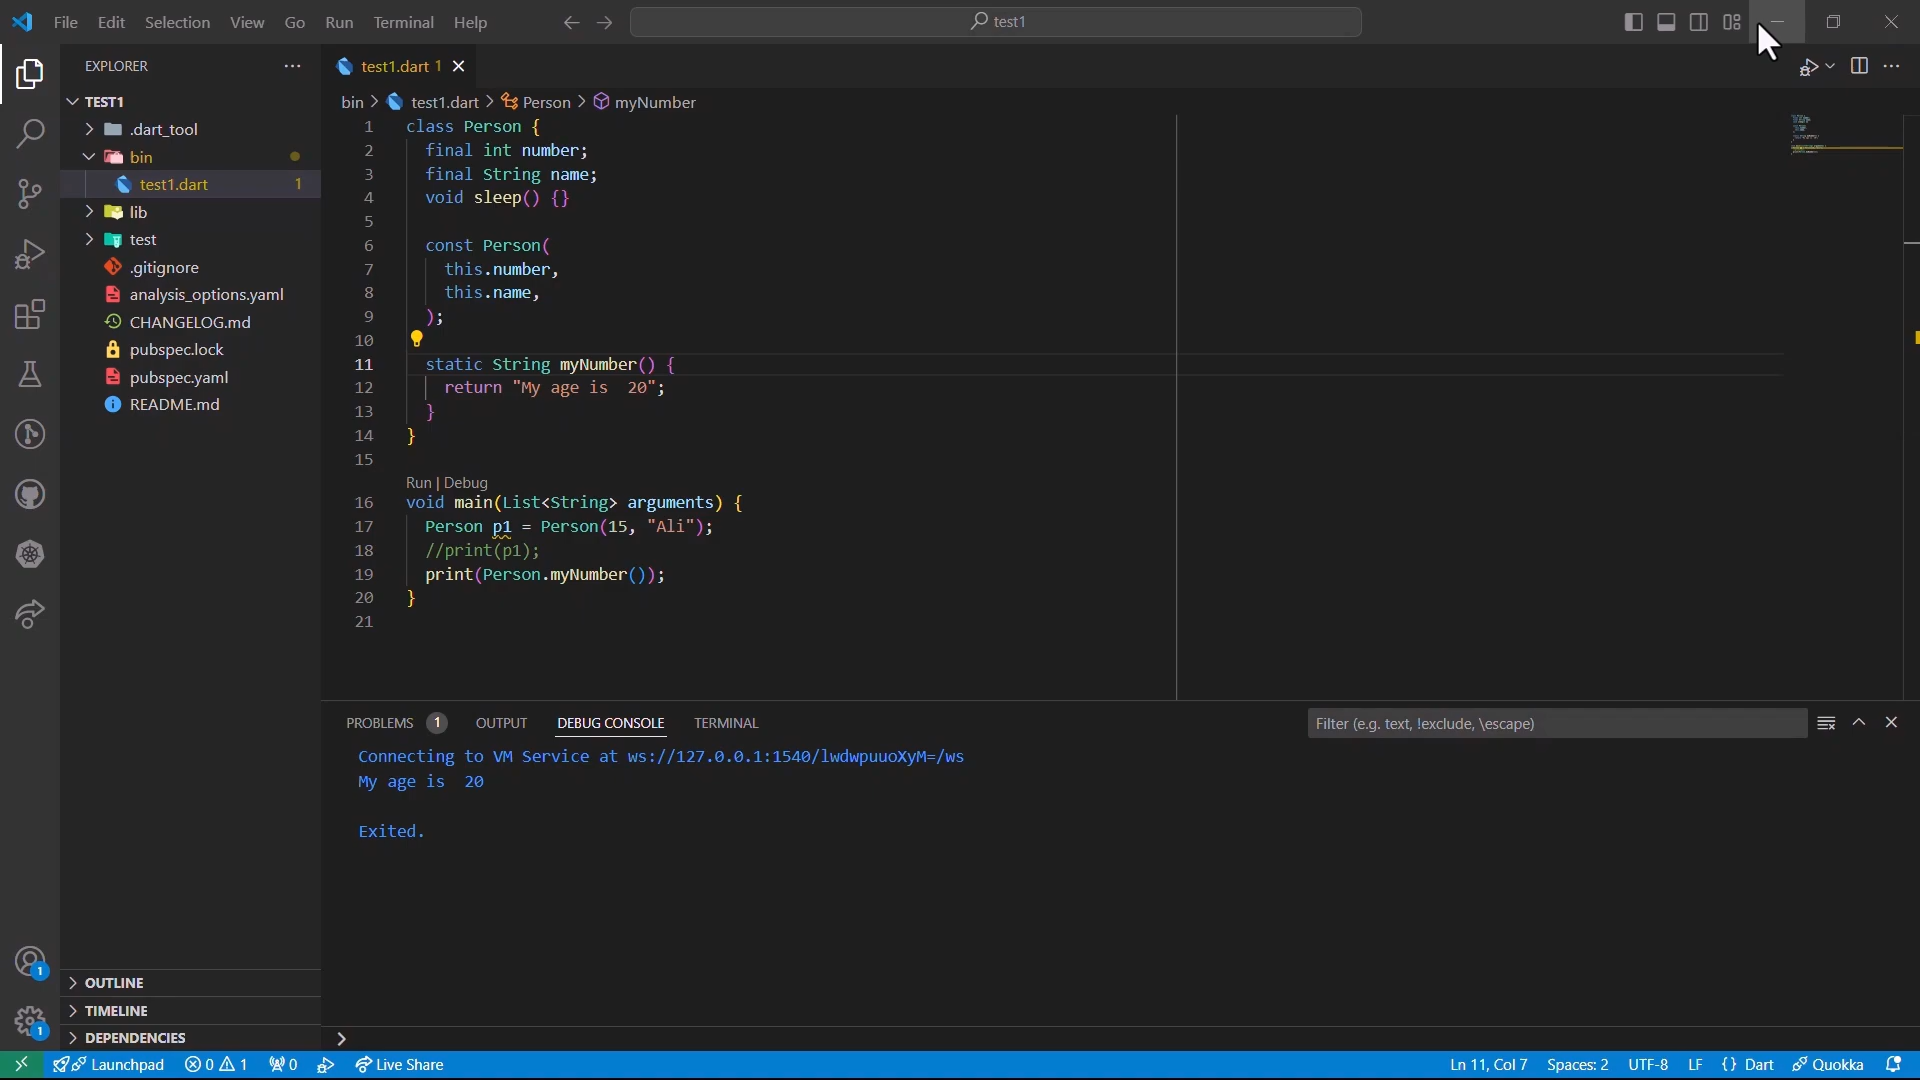 File Edit Selection View Go Run Terminal Help
test1
EXPLORER
TEST1
.dart_tool
bin
test1.dart 1
lib
test
.gitignore
analysis_options.yaml
CHANGELOG.md
pubspec.lock
pubspec.yaml
README.md
OUTLINE
TIMELINE
DEPENDENCIES
test1.dart 1
bin > test1.dart > Person > myNumber
1 class Person {
2 final int number;
3 final String name;
4 void sleep() {}
5
6 const Person(
7 this.number,
8 this.name,
9 );
10
11 static String myNumber() {
12 return "My age is  20";
13 }
14 }
15
Run | Debug
16 void main(List<String> arguments) {
17 Person p1 = Person(15, "Ali");
18 //print(p1);
19 print(Person.myNumber());
20 }
21
PROBLEMS 1 OUTPUT DEBUG CONSOLE TERMINAL
Filter (e.g. text, !exclude, \escape)
Connecting to VM Service at ws://127.0.0.1:1540/lwdwpuuoXyM=/ws
My age is  20
Exited.
1
1
Launchpad 0 1 0 Live Share Ln 11, Col 7 Spaces: 2 UTF-8 LF {} Dart Quokka